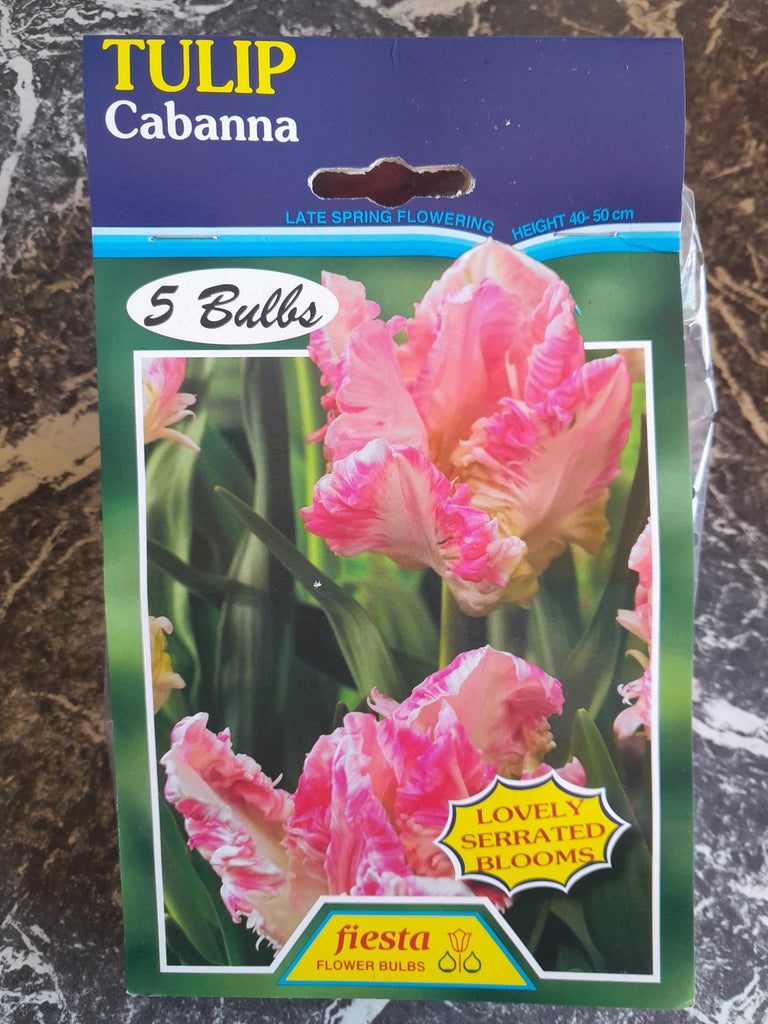 TULIP
Cabanna
LATE SPRING FLOWERING
HEIGHT 40-50 cm
5 Bulbs
LOVELY
SERRATED
BLOOMS
fiesta
FLOWER BULBS